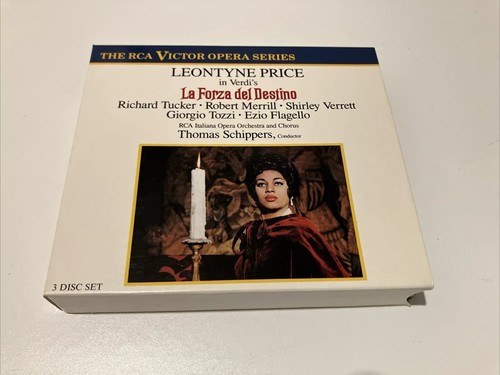 THE RCA VICTOR OPERA SERIES
LEONTYNE PRICE
in Verdi's
La Forza del Destino
Richard Tucker • Robert Merrill • Shirley Verrett
Giorgio Tozzi • Ezio Flagello
RCA Italiana Opera Orchestra and Chorus
Thomas Schippers, Conductor
3 DISC SET